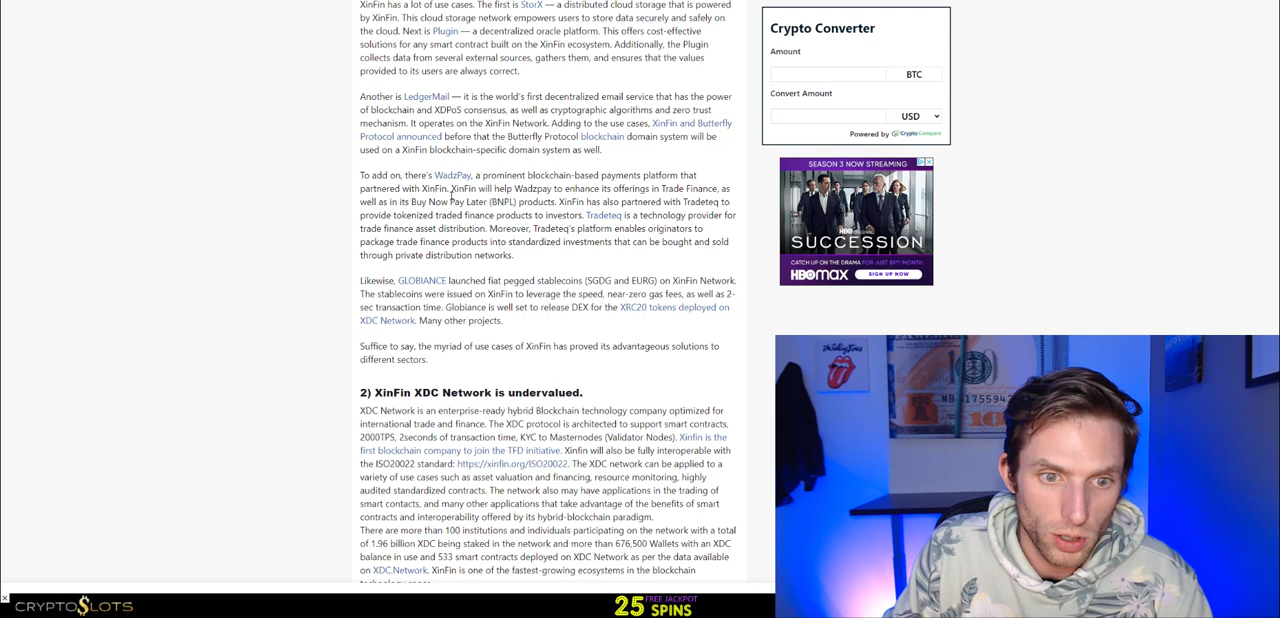 XinFin has a lot of use cases. The first is StorX — a distributed cloud storage that is powered
by XinFin. This cloud storage network empowers users to store data securely and safely on
the cloud. Next is Plugin — a decentralized oracle platform. This offers cost-effective
solutions for any smart contract built on the XinFin ecosystem. Additionally, the Plugin
collects data from several external sources, gathers them, and ensures that the values
provided to its users are always correct.
Another is LedgerMail — it is the world's first decentralized email service that has the power
of blockchain and XDPoS consensus, as well as cryptographic algorithms and zero trust
mechanism. It operates on the XinFin Network. Adding to the use cases, XinFin and Butterfly
Protocol announced before that the Butterfly Protocol blockchain domain system will be
used on a XinFin blockchain-specific domain system as well.
To add on, there's WadzPay, a prominent blockchain-based payments platform that
partnered with XinFin. XinFin will help Wadzpay to enhance its offerings in Trade Finance, as
well as in its Buy Now Pay Later (BNPL) products. XinFin has also partnered with Tradeteq to
provide tokenized traded finance products to investors. Tradeteq is a technology provider for
trade finance asset distribution. Moreover, Tradeteq's platform enables originators to
package trade finance products into standardized investments that can be bought and sold
through private distribution networks.
Likewise, GLOBIANCE launched fiat pegged stablecoins (SGDG and EURG) on XinFin Network.
The stablecoins were issued on XinFin to leverage the speed, near-zero gas fees, as well as 2-
sec transaction time. Globiance is well set to release DEX for the XRC20 tokens deployed on
XDC Network. Many other projects.
Suffice to say, the myriad of use cases of XinFin has proved its advantageous solutions to
different sectors.
2) XinFin XDC Network is undervalued.
XDC Network is an enterprise-ready hybrid Blockchain technology company optimized for
international trade and finance. The XDC protocol is architected to support smart contracts,
2000TPS, 2seconds of transaction time, KYC to Masternodes (Validator Nodes). Xinfin is the
first blockchain company to join the TFD initiative. Xinfin will also be fully interoperable with
the ISO20022 standard: https://xinfin.org/ISO20022. The XDC network can be applied to a
variety of use cases such as asset valuation and financing, resource monitoring, highly
audited standardized contracts. The network also may have applications in the trading of
smart contacts, and many other applications that take advantage of the benefits of smart
contracts and interoperability offered by its hybrid-blockchain paradigm.
There are more than 100 institutions and individuals participating on the network with a total
of 1.96 billion XDC being staked in the network and more than 676,500 Wallets with an XDC
balance in use and 533 smart contracts deployed on XDC Network as per the data available
on XDC.Network. XinFin is one of the fastest-growing ecosystems in the blockchain
technology space.
Crypto Converter
Amount
BTC
Convert Amount
USD
Powered by CryptoCompare
SEASON 3 NOW STREAMING
HBO ORIGINAL
SUCCESSION
CATCH UP ON THE DRAMA FOR JUST $9.99/MONTH
HBOMAX
SIGN UP NOW
CRYPTOSLOTS
25 FREE JACKPOT
SPINS